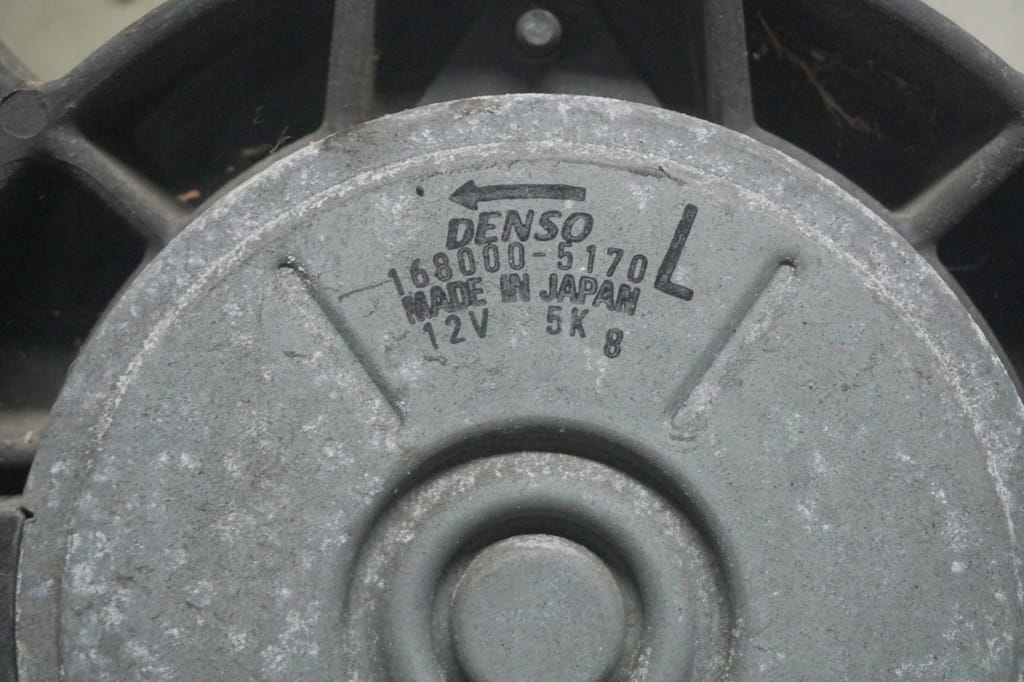 DENSO
L
168000-5170
MADE IN JAPAN
12V 5K 8